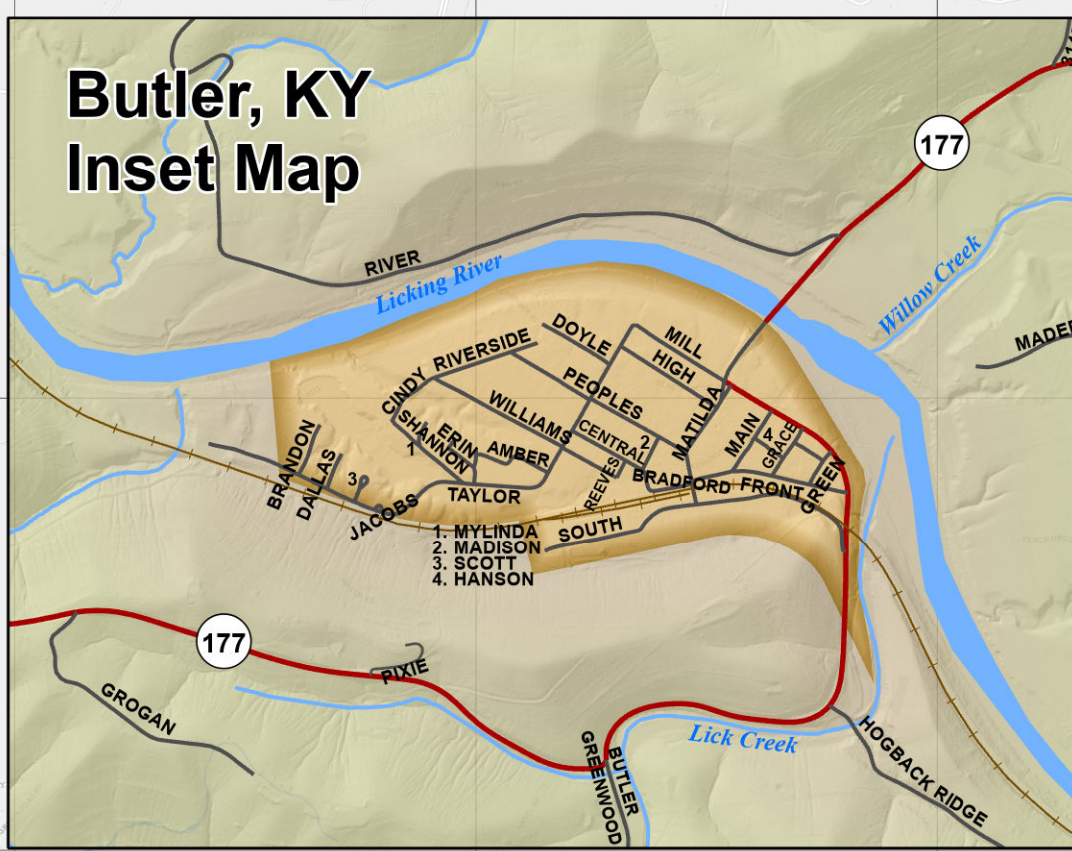 Butler, KY
Inset Map
177
RIVER
Licking River
Willow Creek
MADER
DOYLE
MILL
RIVERSIDE
HIGH
CINDY
PEOPLES
MATILDA
WILLIAMS
SHANNON
ERIN
CENTRAL
2
MAIN
4
GRACE
1
AMBER
BRANDON
DALLAS
3
REEVES
BRADFORD
FRONT
GREEN
TAYLOR
JACOBS
SOUTH
1. MYLINDA
2. MADISON
3. SCOTT
4. HANSON
177
PIXIE
GROGAN
Lick Creek
HOGBACK RIDGE
BUTLER
GREENWOOD